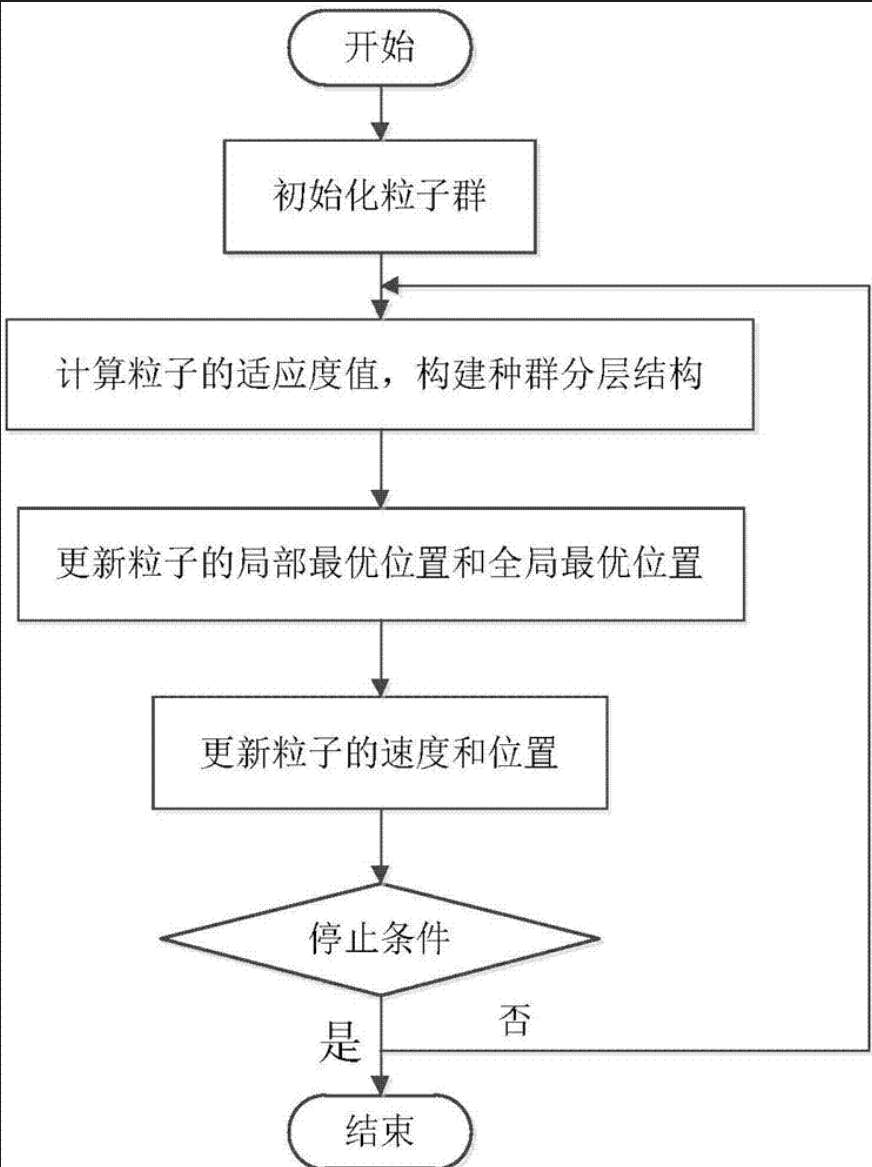 开始
初始化粒子群
计算粒子的适应度值，构建种群分层结构
更新粒子的局部最优位置和全局最优位置
更新粒子的速度和位置
停止条件
否
是
结束